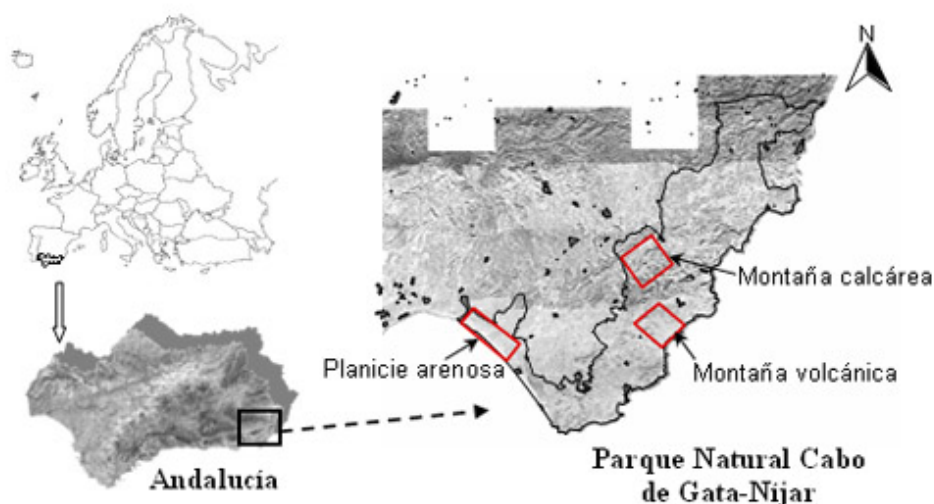 N
Montaña calcárea
Planicie arenosa
Montaña volcánica
Andalucía
Parque Natural Cabo
de Gata-Níjar